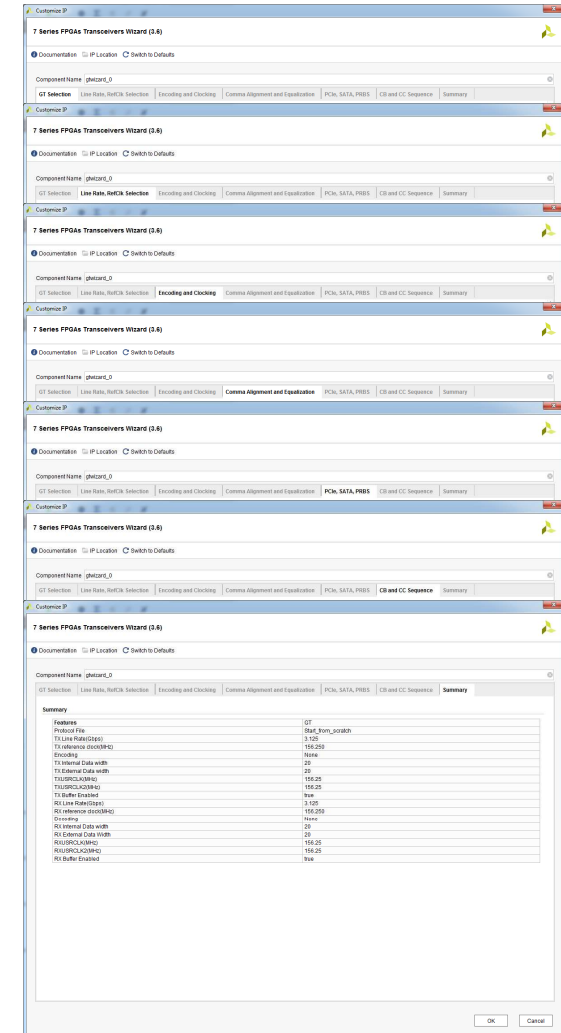 Customize IP
7 Series FPGAs Transceivers Wizard (3.6)
Documentation IP Location Switch to Defaults
Component Name gtwizard_0
GT Selection Line Rate, RefClk Selection Encoding and Clocking Comma Alignment and Equalization PCIe, SATA, PRBS CB and CC Sequence Summary
Customize IP
7 Series FPGAs Transceivers Wizard (3.6)
Documentation IP Location Switch to Defaults
Component Name gtwizard_0
GT Selection Line Rate, RefClk Selection Encoding and Clocking Comma Alignment and Equalization PCIe, SATA, PRBS CB and CC Sequence Summary
Customize IP
7 Series FPGAs Transceivers Wizard (3.6)
Documentation IP Location Switch to Defaults
Component Name gtwizard_0
GT Selection Line Rate, RefClk Selection Encoding and Clocking Comma Alignment and Equalization PCIe, SATA, PRBS CB and CC Sequence Summary
Customize IP
7 Series FPGAs Transceivers Wizard (3.6)
Documentation IP Location Switch to Defaults
Component Name gtwizard_0
GT Selection Line Rate, RefClk Selection Encoding and Clocking Comma Alignment and Equalization PCIe, SATA, PRBS CB and CC Sequence Summary
Customize IP
7 Series FPGAs Transceivers Wizard (3.6)
Documentation IP Location Switch to Defaults
Component Name gtwizard_0
GT Selection Line Rate, RefClk Selection Encoding and Clocking Comma Alignment and Equalization PCIe, SATA, PRBS CB and CC Sequence Summary
Customize IP
7 Series FPGAs Transceivers Wizard (3.6)
Documentation IP Location Switch to Defaults
Component Name gtwizard_0
GT Selection Line Rate, RefClk Selection Encoding and Clocking Comma Alignment and Equalization PCIe, SATA, PRBS CB and CC Sequence Summary
Customize IP
7 Series FPGAs Transceivers Wizard (3.6)
Documentation IP Location Switch to Defaults
Component Name gtwizard_0
GT Selection Line Rate, RefClk Selection Encoding and Clocking Comma Alignment and Equalization PCIe, SATA, PRBS CB and CC Sequence Summary
Summary
Features GT
Protocol File Start_from_scratch
TX Line Rate(Gbps) 3.125
TX reference clock(MHz) 156.250
Encoding None
TX Internal Data width 20
TX External Data width 20
TXUSRCLK(MHz) 156.25
TXUSRCLK2(MHz) 156.25
TX Buffer Enabled true
RX Line Rate(Gbps) 3.125
RX reference clock(MHz) 156.250
Decoding None
RX Internal Data width 20
RX External Data Width 20
RXUSRCLK(MHz) 156.25
RXUSRCLK2(MHz) 156.25
RX Buffer Enabled true
OK Cancel